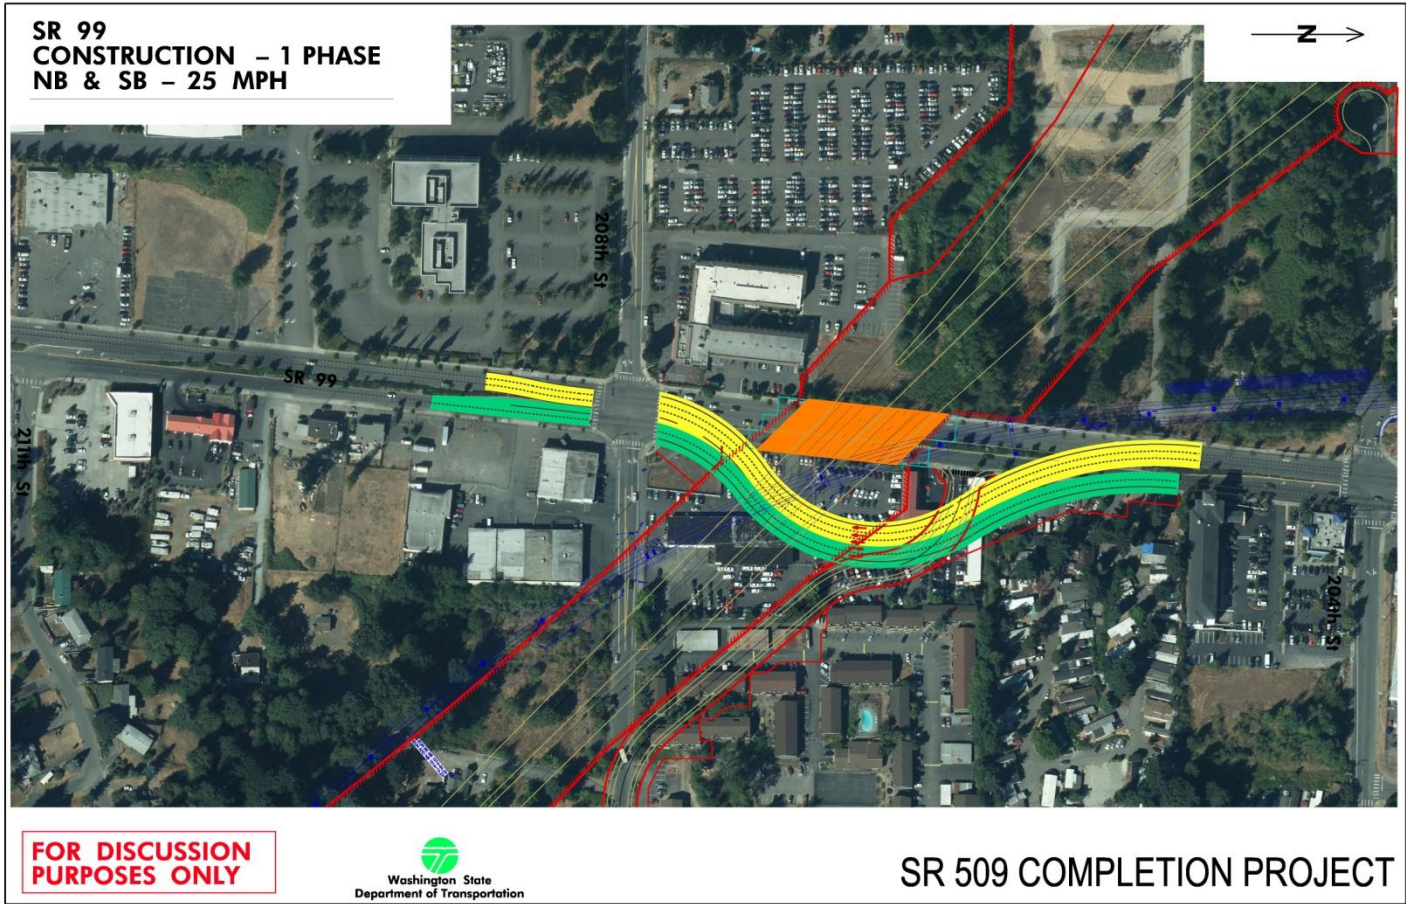 SR 99
CONSTRUCTION – 1 PHASE
NB & SB – 25 MPH
N
208th St
SR 99
211th St
204th St
FOR DISCUSSION
PURPOSES ONLY
Washington State
Department of Transportation
SR 509 COMPLETION PROJECT